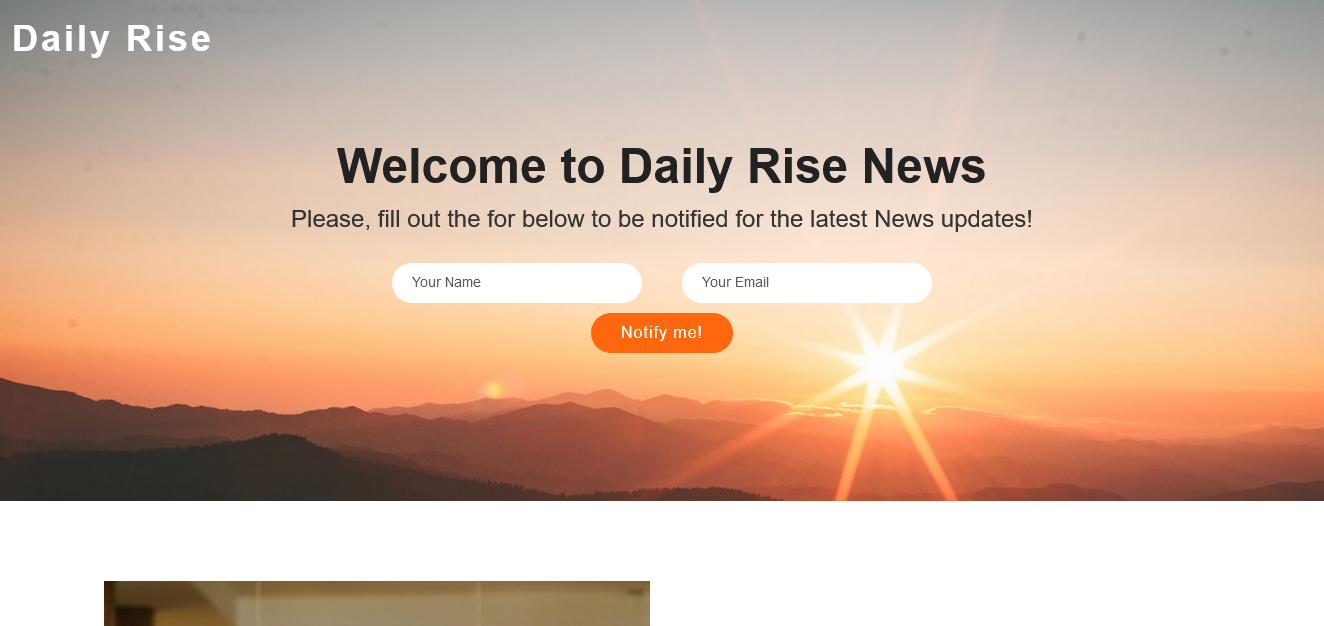 Daily Rise
Welcome to Daily Rise News
Please, fill out the for below to be notified for the latest News updates!
Your Name
Your Email
Notify me!